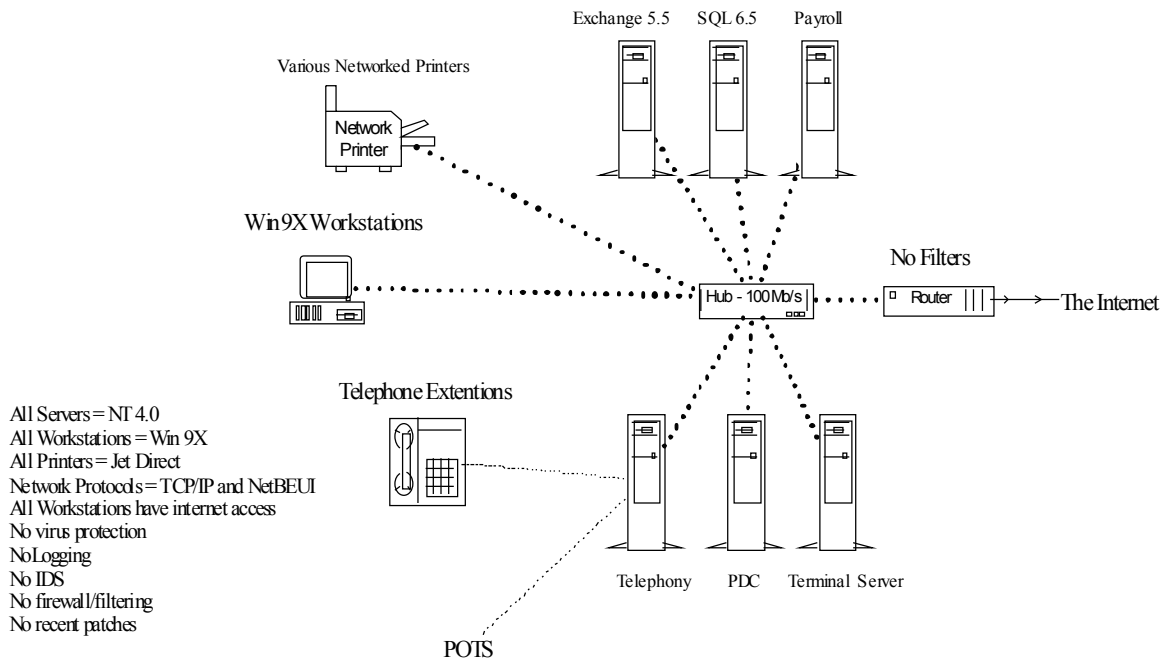 Exchange 5.5
SQL 6.5
Payroll
Various Networked Printers
Network
Printer
Win 9X Workstations
No Filters
Hub - 100Mb/s
Router
The Internet
Telephone Extentions
All Servers = NT 4.0
All Workstations = Win 9X
All Printers = Jet Direct
Network Protocols = TCP/IP and NetBEUI
All Workstations have internet access
No virus protection
No Logging
No IDS
No firewall/filtering
No recent patches
Telephony
PDC
Terminal Server
POTS